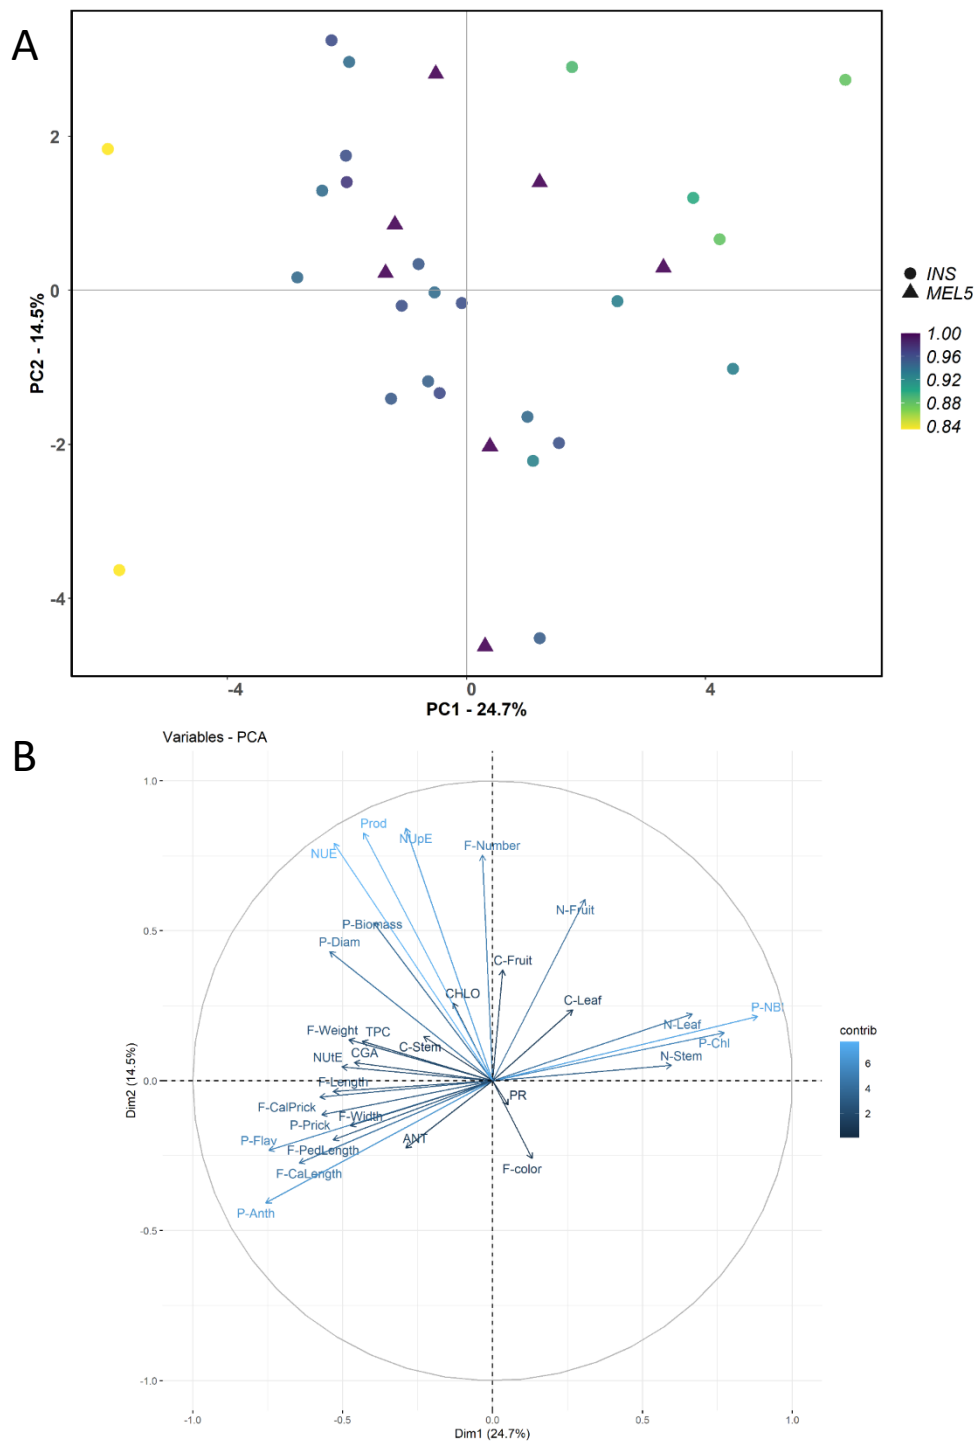 A
2
0
-2
-4
PC2 - 14.5%
-4
0
4
PC1 - 24.7%
INS
MEL5
1.00
0.96
0.92
0.88
0.84
B
Variables - PCA
1.0
0.5
0.0
-0.5
-1.0
Dim2 (14.5%)
Prod
NUpE
NUE
F-Number
N-Fruit
P-Biomass
P-Diam
C-Fruit
CHLO
C-Leaf
P-NBI
N-Leaf
F-Weight
TPC
C-Stem
P-Chl
CGA
NUtE
N-Stem
F-Length
PR
F-CalPrick
F-Width
P-Prick
ANT
P-Flav
F-PedLength
F-CaLength
F-color
P-Anth
-1.0
-0.5
0.0
0.5
1.0
Dim1 (24.7%)
contrib
6
4
2